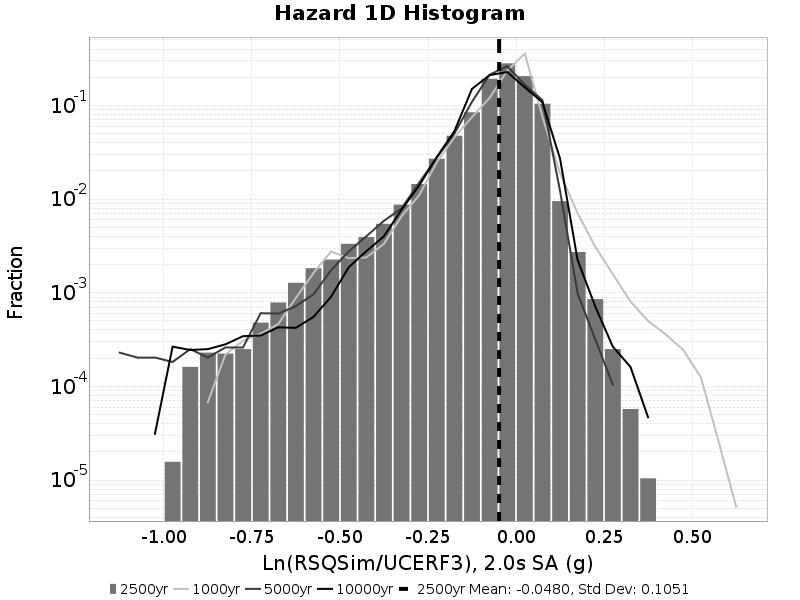 Hazard 1D Histogram
Fraction
10-1
10-2
10-3
10-4
10-5
-1.00 -0.75 -0.50 -0.25 0.00 0.25 0.50
Ln(RSQSim/UCERF3), 2.0s SA (g)
2500yr 1000yr 5000yr 10000yr 2500yr Mean: -0.0480, Std Dev: 0.1051